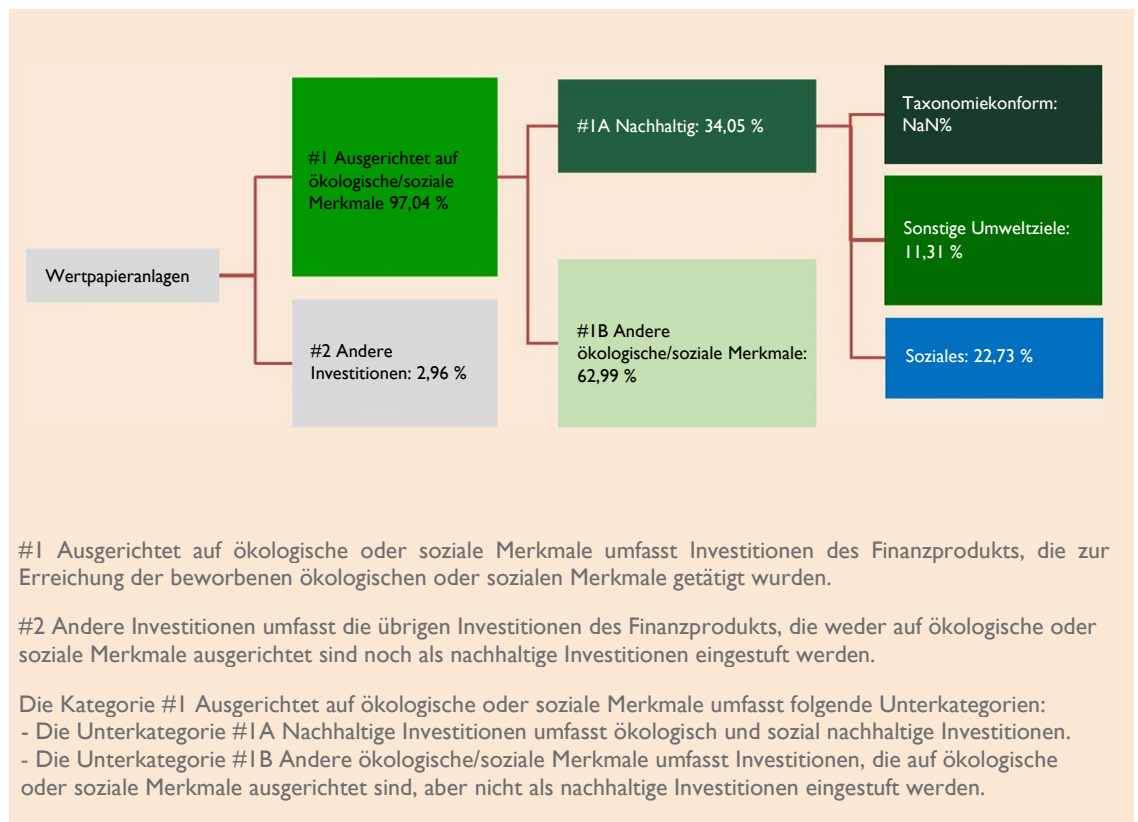 Wertpapieranlagen
#1 Ausgerichtet auf
ökologische/soziale
Merkmale 97,04 %
#2 Andere
Investitionen: 2,96 %
#1A Nachhaltig: 34,05 %
#1B Andere
ökologische/soziale Merkmale:
62,99 %
Taxonomiekonform:
NaN%
Sonstige Umweltziele:
11,31 %
Soziales: 22,73 %
#1 Ausgerichtet auf ökologische oder soziale Merkmale umfasst Investitionen des Finanzprodukts, die zur
Erreichung der beworbenen ökologischen oder sozialen Merkmale getätigt wurden.
#2 Andere Investitionen umfasst die übrigen Investitionen des Finanzprodukts, die weder auf ökologische oder
soziale Merkmale ausgerichtet sind noch als nachhaltige Investitionen eingestuft werden.
Die Kategorie #1 Ausgerichtet auf ökologische oder soziale Merkmale umfasst folgende Unterkategorien:
- Die Unterkategorie #1A Nachhaltige Investitionen umfasst ökologisch und sozial nachhaltige Investitionen.
- Die Unterkategorie #1B Andere ökologische/soziale Merkmale umfasst Investitionen, die auf ökologische
oder soziale Merkmale ausgerichtet sind, aber nicht als nachhaltige Investitionen eingestuft werden.